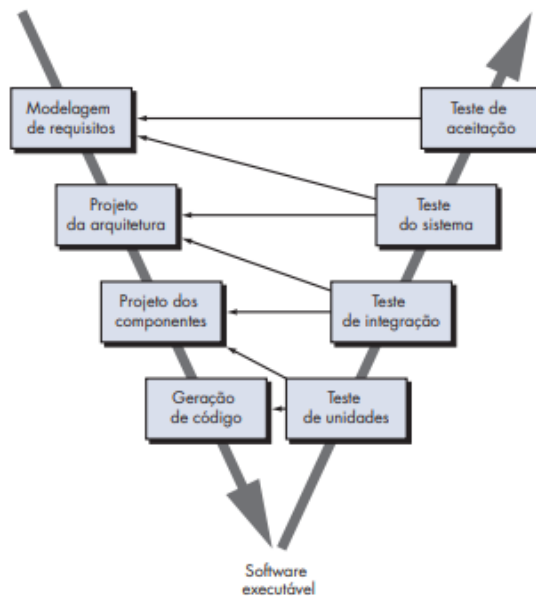 Modelagem
de requisitos
Teste de
aceitação
Projeto
da arquitetura
Teste
do sistema
Projeto dos
componentes
Teste
de integração
Geração
de código
Teste
de unidades
Software
executável